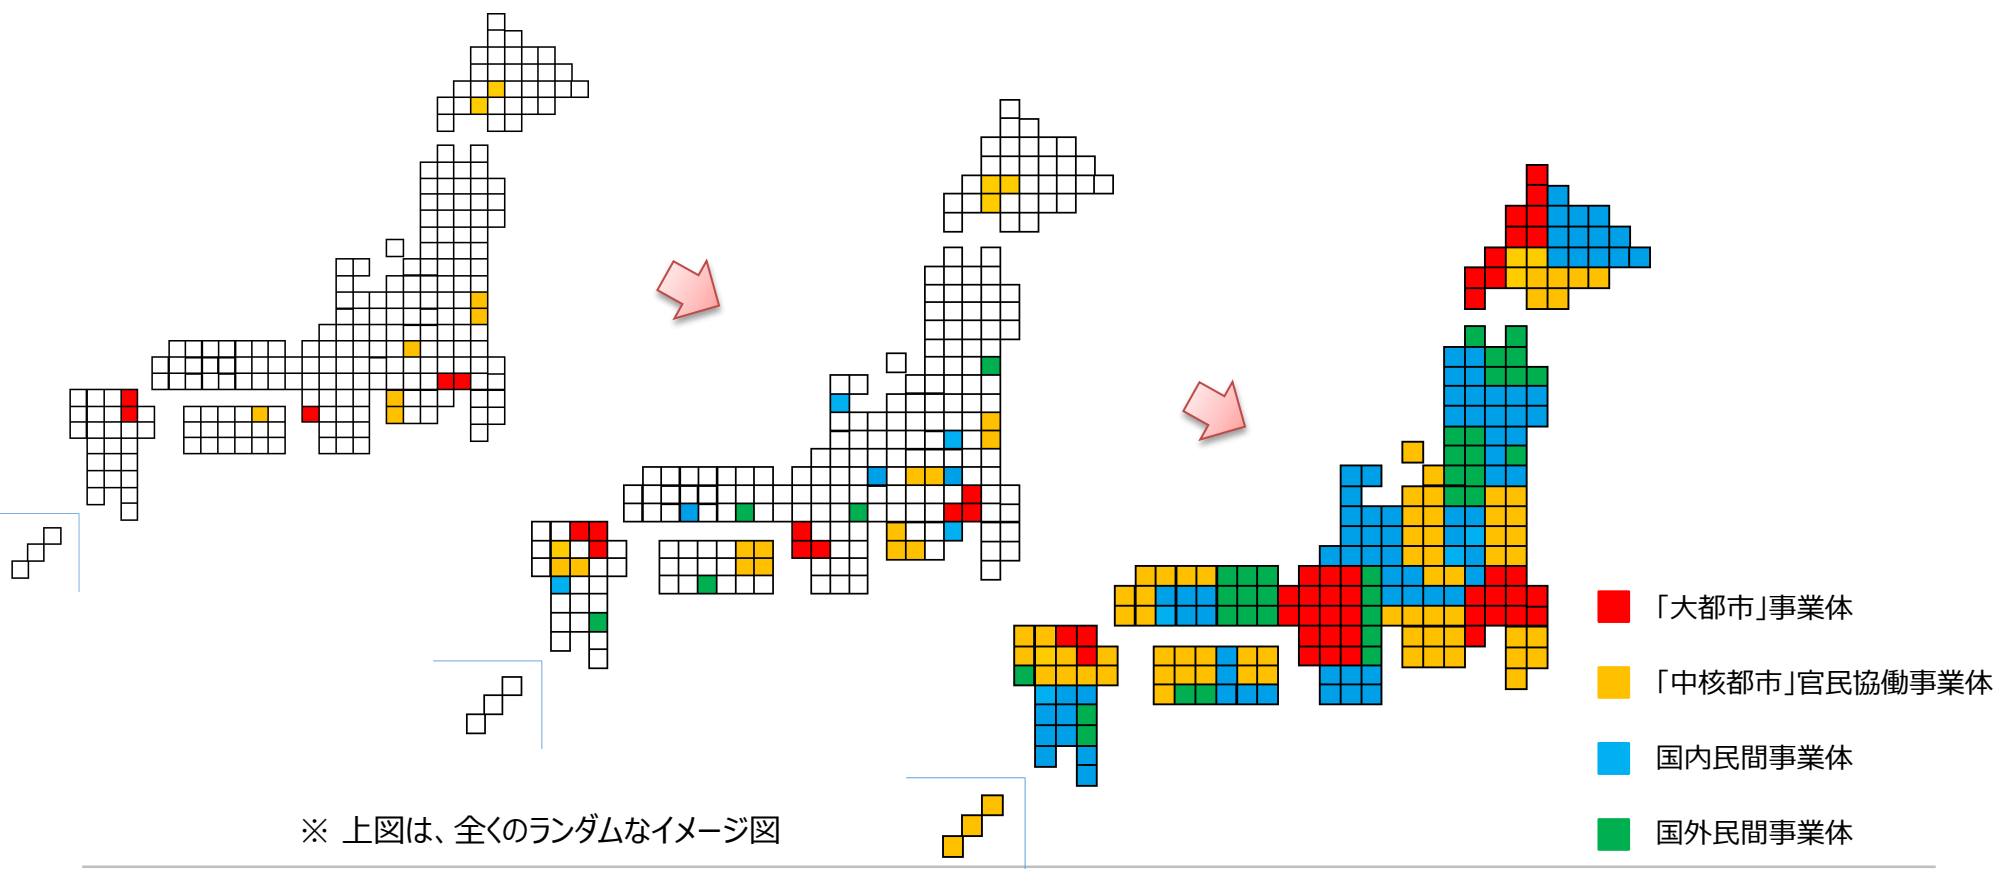 「大都市」事業体
「中核都市」官民協働事業体
国内民間事業体
国外民間事業体
※ 上図は、全くのランダムなイメージ図